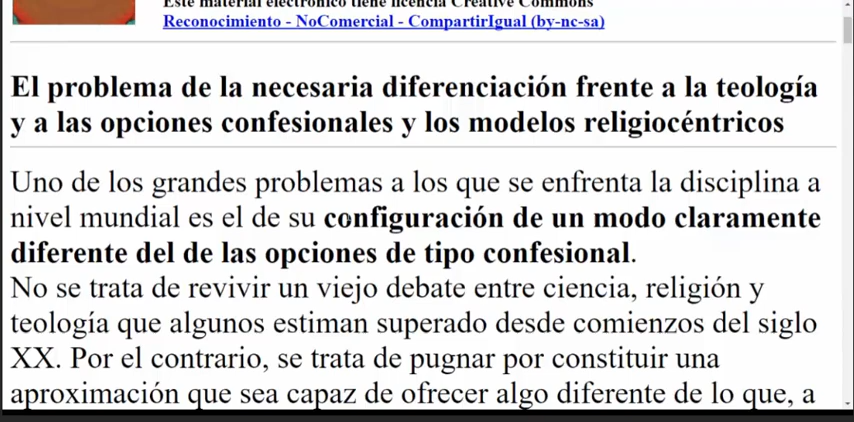 Este material electrónico tiene licencia Creative Commons
Reconocimiento - NoComercial - CompartirIgual (by-nc-sa)
El problema de la necesaria diferenciación frente a la teología
y a las opciones confesionales y los modelos religiocéntricos
Uno de los grandes problemas a los que se enfrenta la disciplina a
nivel mundial es el de su configuración de un modo claramente
diferente del de las opciones de tipo confesional.
No se trata de revivir un viejo debate entre ciencia, religión y
teología que algunos estiman superado desde comienzos del siglo
XX. Por el contrario, se trata de pugnar por constituir una
aproximación que sea capaz de ofrecer algo diferente de lo que, a